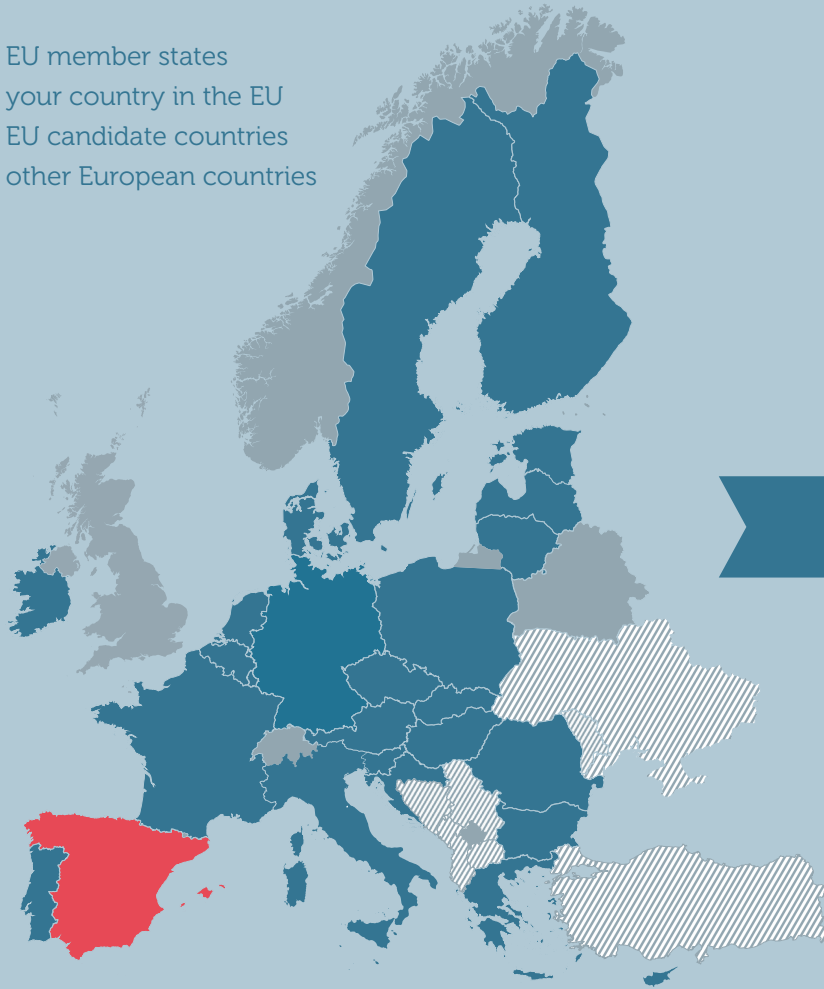 EU member states
your country in the EU
EU candidate countries
other European countries